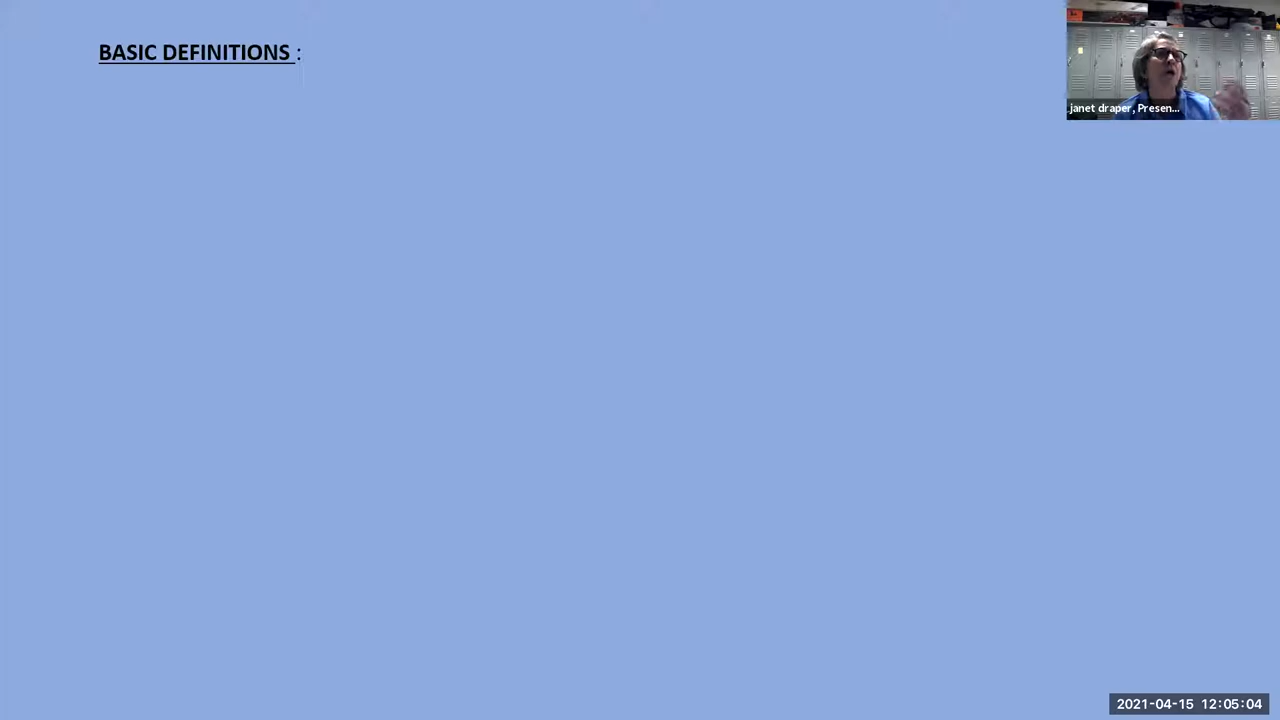 BASIC DEFINITIONS :
janet draper, Presen...
2021-04-15 12:05:04